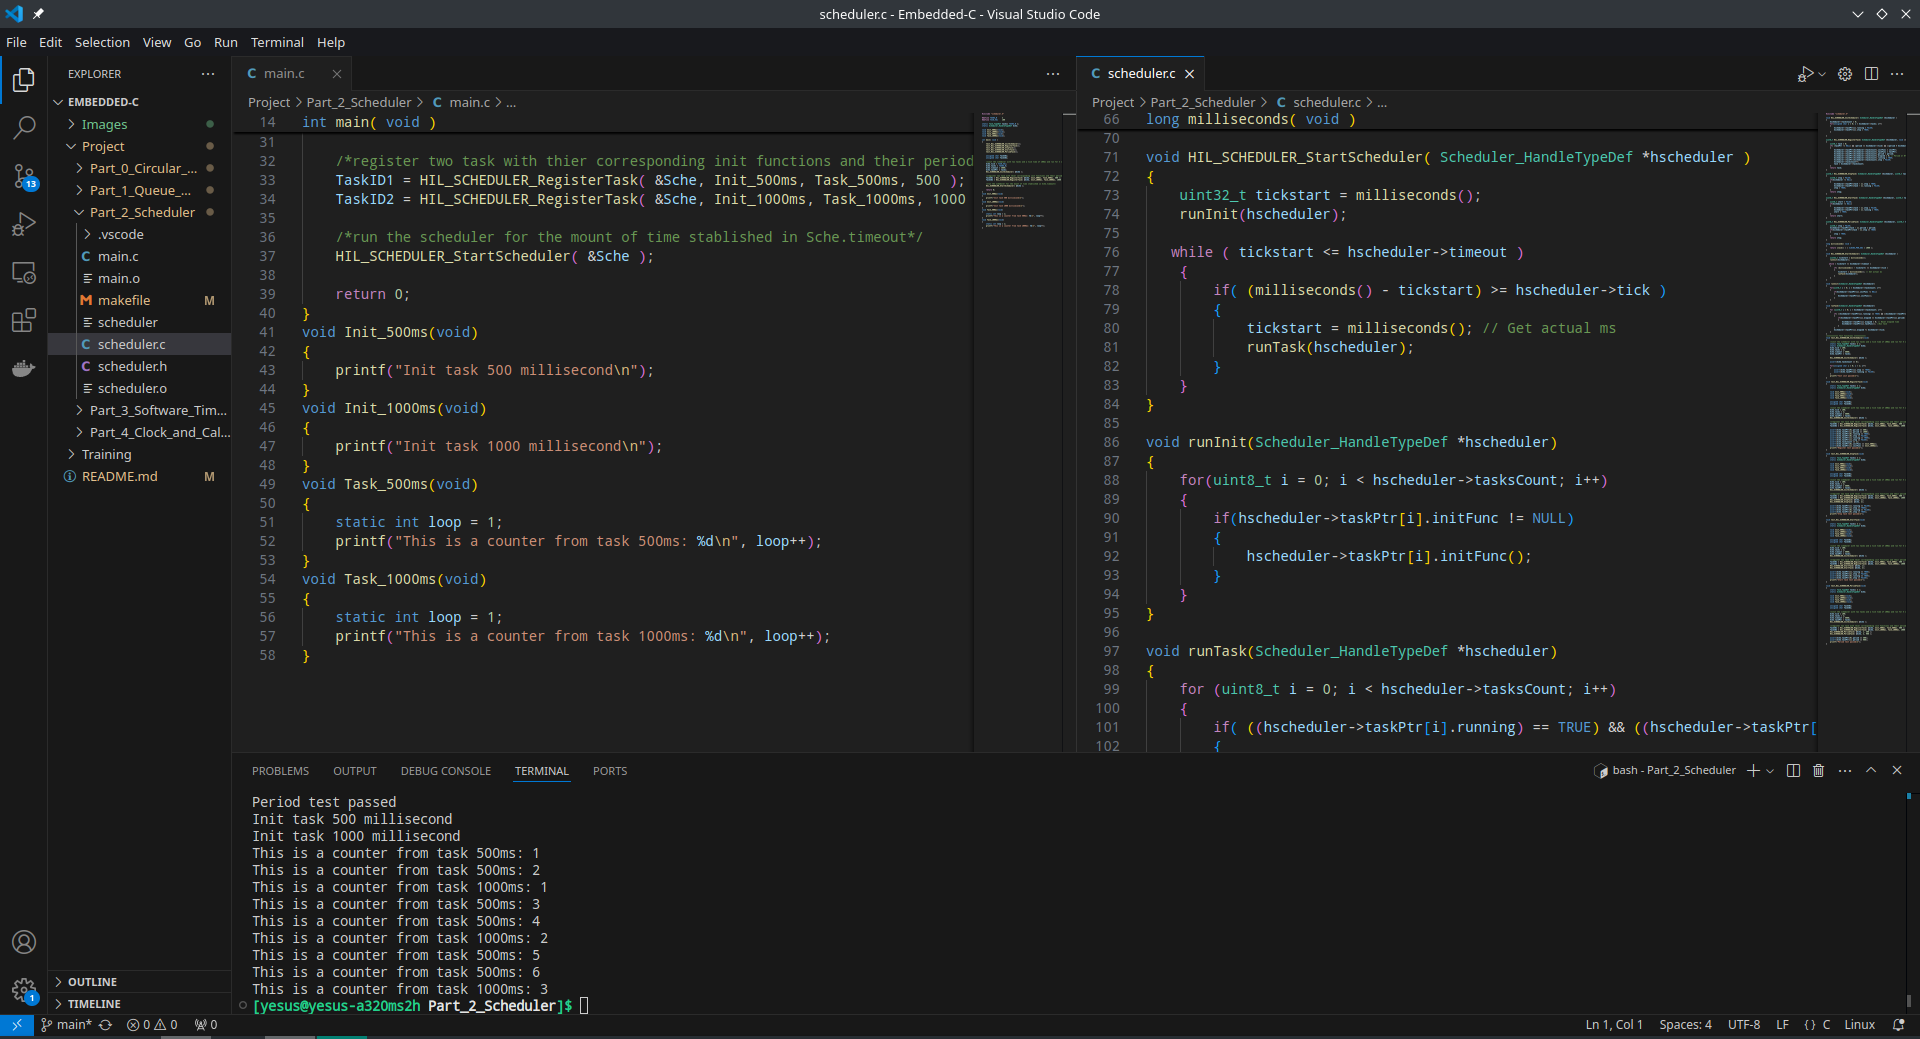 scheduler.c - Embedded-C - Visual Studio Code
File Edit Selection View Go Run Terminal Help
EXPLORER
EMBEDDED-C
Images
Project
Part_0_Circular_...
Part_1_Queue_...
Part_2_Scheduler
.vscode
C main.c
main.o
makefile M
scheduler
C scheduler.c
C scheduler.h
scheduler.o
Part_3_Software_Tim...
Part_4_Clock_and_Cal...
Training
README.md M
OUTLINE
TIMELINE
13
1
C main.c
Project > Part_2_Scheduler > C main.c > ...
14 int main( void )
31
32 /*register two task with thier corresponding init functions and their period
33 TaskID1 = HIL_SCHEDULER_RegisterTask( &Sche, Init_500ms, Task_500ms, 500 );
34 TaskID2 = HIL_SCHEDULER_RegisterTask( &Sche, Init_1000ms, Task_1000ms, 1000
35
36 /*run the scheduler for the mount of time stablished in Sche.timeout*/
37 HIL_SCHEDULER_StartScheduler( &Sche );
38
39 return 0;
40 }
41 void Init_500ms(void)
42 {
43 printf("Init task 500 millisecond\n");
44 }
45 void Init_1000ms(void)
46 {
47 printf("Init task 1000 millisecond\n");
48 }
49 void Task_500ms(void)
50 {
51 static int loop = 1;
52 printf("This is a counter from task 500ms: %d\n", loop++);
53 }
54 void Task_1000ms(void)
55 {
56 static int loop = 1;
57 printf("This is a counter from task 1000ms: %d\n", loop++);
58 }
C scheduler.c
Project > Part_2_Scheduler > C scheduler.c > ...
66 long milliseconds( void )
70
71 void HIL_SCHEDULER_StartScheduler( Scheduler_HandleTypeDef *hscheduler )
72 {
73 uint32_t tickstart = milliseconds();
74 runInit(hscheduler);
75
76 while ( tickstart <= hscheduler->timeout )
77 {
78 if( (milliseconds() - tickstart) >= hscheduler->tick )
79 {
80 tickstart = milliseconds(); // Get actual ms
81 runTask(hscheduler);
82 }
83 }
84 }
85
86 void runInit(Scheduler_HandleTypeDef *hscheduler)
87 {
88 for(uint8_t i = 0; i < hscheduler->tasksCount; i++)
89 {
90 if(hscheduler->taskPtr[i].initFunc != NULL)
91 {
92 hscheduler->taskPtr[i].initFunc();
93 }
94 }
95 }
96
97 void runTask(Scheduler_HandleTypeDef *hscheduler)
98 {
99 for (uint8_t i = 0; i < hscheduler->tasksCount; i++)
100 {
101 if( ((hscheduler->taskPtr[i].running) == TRUE) && ((hscheduler->taskPtr[
102 {
PROBLEMS OUTPUT DEBUG CONSOLE TERMINAL PORTS
bash - Part_2_Scheduler
Period test passed
Init task 500 millisecond
Init task 1000 millisecond
This is a counter from task 500ms: 1
This is a counter from task 500ms: 2
This is a counter from task 1000ms: 1
This is a counter from task 500ms: 3
This is a counter from task 500ms: 4
This is a counter from task 1000ms: 2
This is a counter from task 500ms: 5
This is a counter from task 500ms: 6
This is a counter from task 1000ms: 3
[yesus@yesus-a320ms2h Part_2_Scheduler]$
main* 0 0 0
Ln 1, Col 1 Spaces: 4 UTF-8 LF {} C Linux